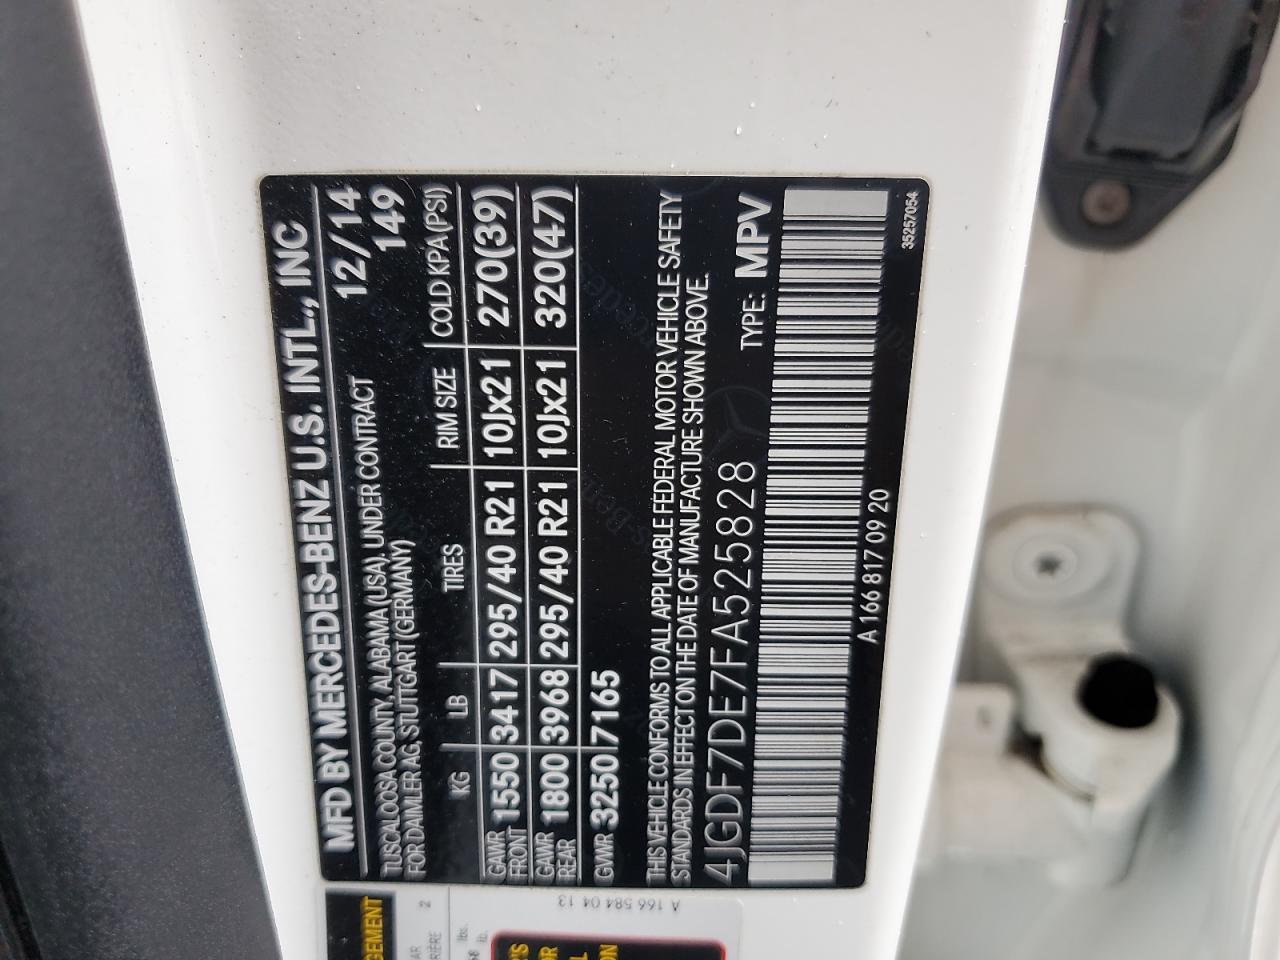 MFD BY MERCEDES-BENZ U.S. INTL., INC
TUSCALOOSA COUNTY, ALABAMA (USA), UNDER CONTRACT 12/14
FOR DAIMLER AG, STUTTGART (GERMANY) 149
KG LB TIRES RIM SIZE COLD KPA (PSI)
GAWR FRONT 1550 3417 295/40 R21 10Jx21 270(39)
GAWR REAR 1800 3968 295/40 R21 10Jx21 320(47)
GVWR 3250 7165
THIS VEHICLE CONFORMS TO ALL APPLICABLE FEDERAL MOTOR VEHICLE SAFETY
STANDARDS IN EFFECT ON THE DATE OF MANUFACTURE SHOWN ABOVE.
4JGDF7DE7FA525828 TYPE: MPV
A 166 817 09 20
35257054
A 166 584 04 13
GEMENT
2